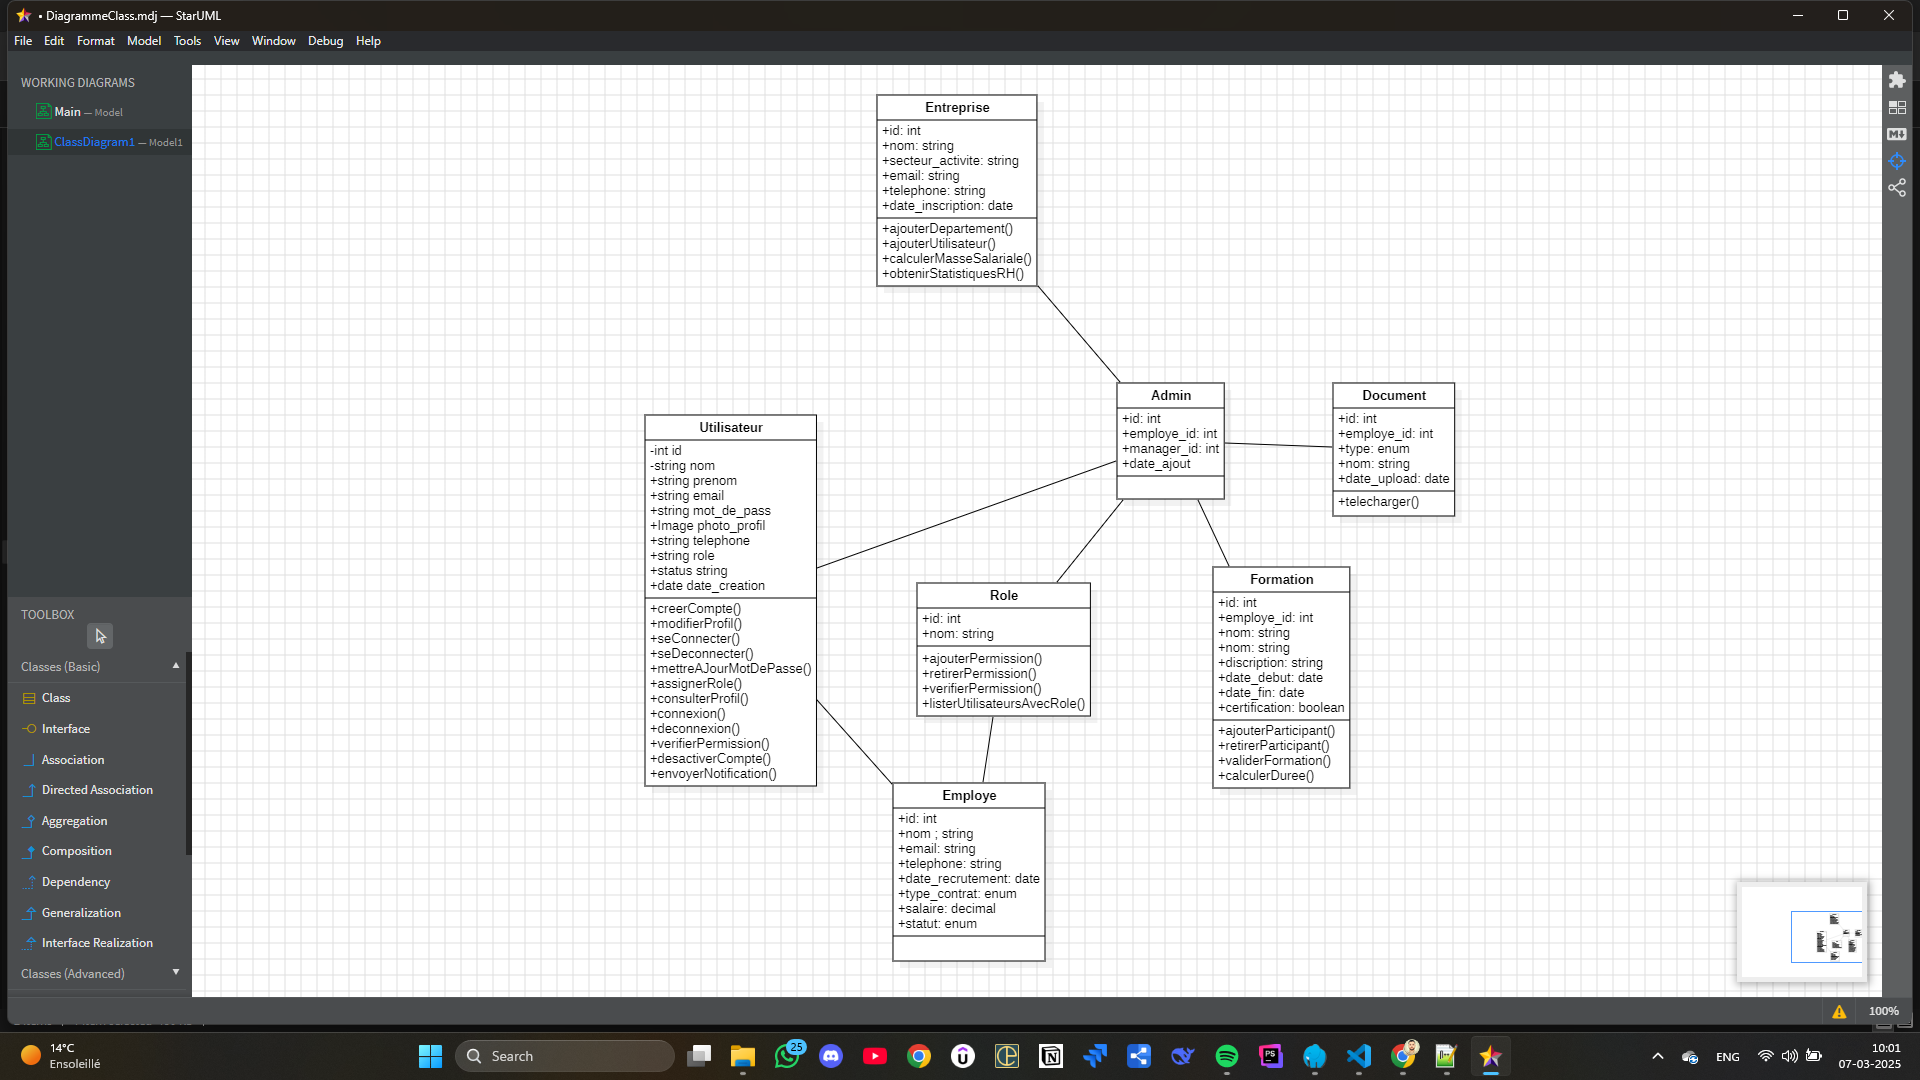 • DiagrammeClass.mdj — StarUML
File Edit Format Model Tools View Window Debug Help
WORKING DIAGRAMS
Main — Model
ClassDiagram1 — Model1
TOOLBOX
Classes (Basic)
Class
Interface
Association
Directed Association
Aggregation
Composition
Dependency
Generalization
Interface Realization
Classes (Advanced)
Entreprise
+id: int
+nom: string
+secteur_activite: string
+email: string
+telephone: string
+date_inscription: date
+ajouterDepartement()
+ajouterUtilisateur()
+calculerMasseSalariale()
+obtenirStatistiquesRH()
Admin
+id: int
+employe_id: int
+manager_id: int
+date_ajout
Document
+id: int
+employe_id: int
+type: enum
+nom: string
+date_upload: date
+telecharger()
Utilisateur
-int id
-string nom
+string prenom
+string email
+string mot_de_pass
+Image photo_profil
+string telephone
+string role
+status string
+date date_creation
+creerCompte()
+modifierProfil()
+seConnecter()
+seDeconnecter()
+mettreAJourMotDePasse()
+assignerRole()
+consulterProfil()
+connexion()
+deconnexion()
+verifierPermission()
+desactiverCompte()
+envoyerNotification()
Role
+id: int
+nom: string
+ajouterPermission()
+retirerPermission()
+verifierPermission()
+listerUtilisateursAvecRole()
Formation
+id: int
+employe_id: int
+nom: string
+nom: string
+discription: string
+date_debut: date
+date_fin: date
+certification: boolean
+ajouterParticipant()
+retirerParticipant()
+validerFormation()
+calculerDuree()
Employe
+id: int
+nom ; string
+email: string
+telephone: string
+date_recrutement: date
+type_contrat: enum
+salaire: decimal
+statut: enum
M
100%
14°C
Ensoleillé
Search
25
PS
ENG
10:01
07-03-2025